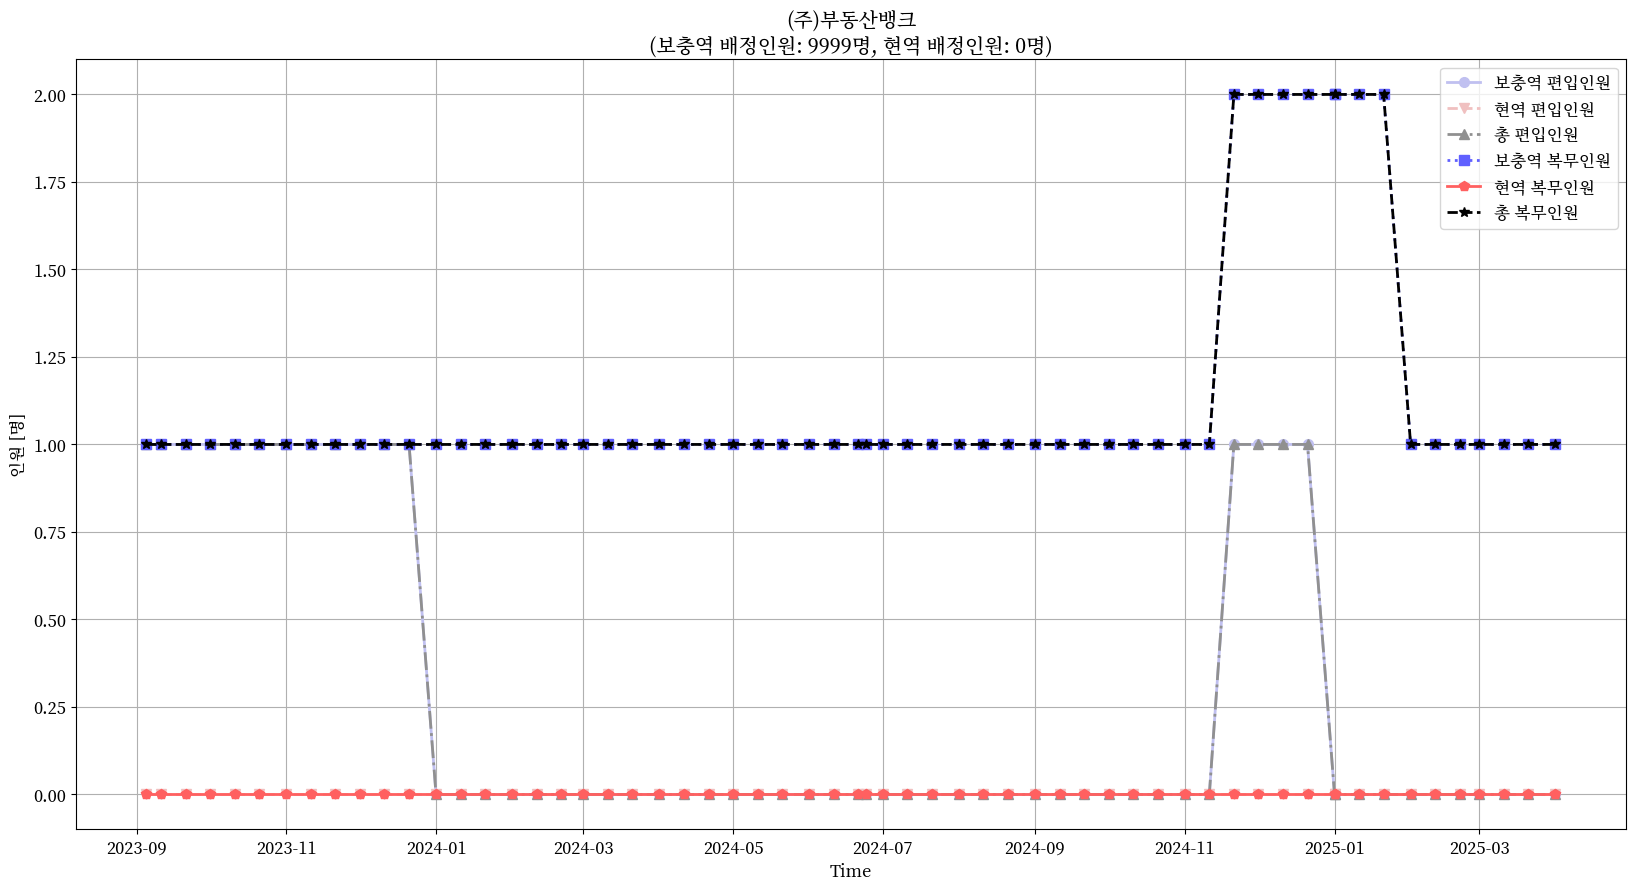 (주)부동산뱅크
(보충역 배정인원: 9999명, 현역 배정인원: 0명)
보충역 편입인원
현역 편입인원
총 편입인원
보충역 복무인원
현역 복무인원
총 복무인원
인원 [명]
2.00
1.75
1.50
1.25
1.00
0.75
0.50
0.25
0.00
2023-09 2023-11 2024-01 2024-03 2024-05 2024-07 2024-09 2024-11 2025-01 2025-03
Time